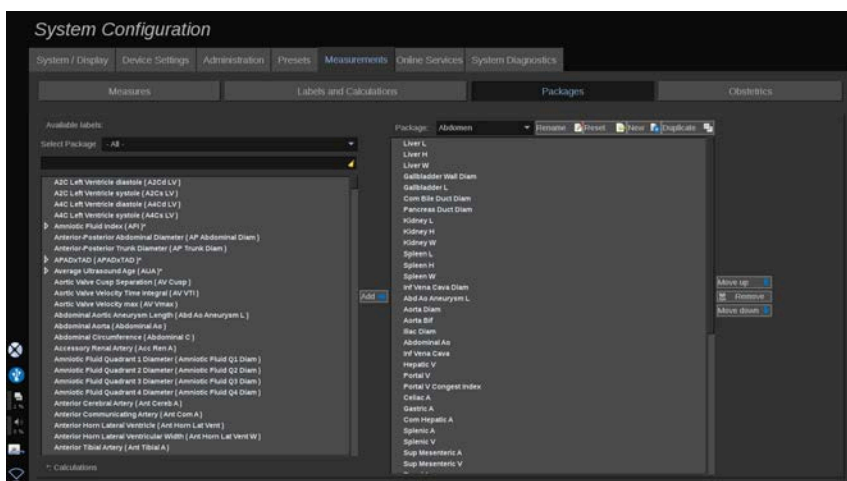 System Configuration
System / Display
Device Settings
Administration
Presets
Measurements
Online Services
System Diagnostics
Measures
Labels and Calculations
Packages
Obstetrics
Available labels:
Select Package - All -
A2C Left Ventricle diastole ( A2Cd LV )
A2C Left Ventricle systole ( A2Cs LV )
A4C Left Ventricle diastole ( A4Cd LV )
A4C Left Ventricle systole ( A4Cs LV )
Amniotic Fluid Index ( AFI )*
Anterior-Posterior Abdominal Diameter ( AP Abdominal Diam )
Anterior-Posterior Trunk Diameter ( AP Trunk Diam )
APADxTAD ( APADxTAD )*
Average Ultrasound Age ( AUA )*
Aortic Valve Cusp Separation ( AV Cusp )
Aortic Valve Velocity Time Integral ( AV VTI )
Aortic Valve Velocity max ( AV Vmax )
Abdominal Aortic Aneurysm Length ( Abd Ao Aneurysm L )
Abdominal Aorta ( Abdominal Ao )
Abdominal Circumference ( Abdominal C )
Accessory Renal Artery ( Acc Ren A )
Amniotic Fluid Quadrant 1 Diameter ( Amniotic Fluid Q1 Diam )
Amniotic Fluid Quadrant 2 Diameter ( Amniotic Fluid Q2 Diam )
Amniotic Fluid Quadrant 3 Diameter ( Amniotic Fluid Q3 Diam )
Amniotic Fluid Quadrant 4 Diameter ( Amniotic Fluid Q4 Diam )
Anterior Cerebral Artery ( Ant Cereb A )
Anterior Communicating Artery ( Ant Com A )
Anterior Horn Lateral Ventricle ( Ant Horn Lat Vent )
Anterior Horn Lateral Ventricular Width ( Ant Horn Lat Vent W )
Anterior Tibial Artery ( Ant Tibial A )
*: Calculations
Add
Package: Abdomen
Rename
Reset
New
Duplicate
Liver L
Liver H
Liver W
Gallbladder Wall Diam
Gallbladder L
Com Bile Duct Diam
Pancreas Duct Diam
Kidney L
Kidney H
Kidney W
Spleen L
Spleen H
Spleen W
Inf Vena Cava Diam
Abd Ao Aneurysm L
Aorta Diam
Aorta Bif
Iliac Diam
Abdominal Ao
Inf Vena Cava
Hepatic V
Portal V
Portal V Congest Index
Celiac A
Gastric A
Com Hepatic A
Splenic A
Splenic V
Sup Mesenteric A
Sup Mesenteric V
Move up
Remove
Move down